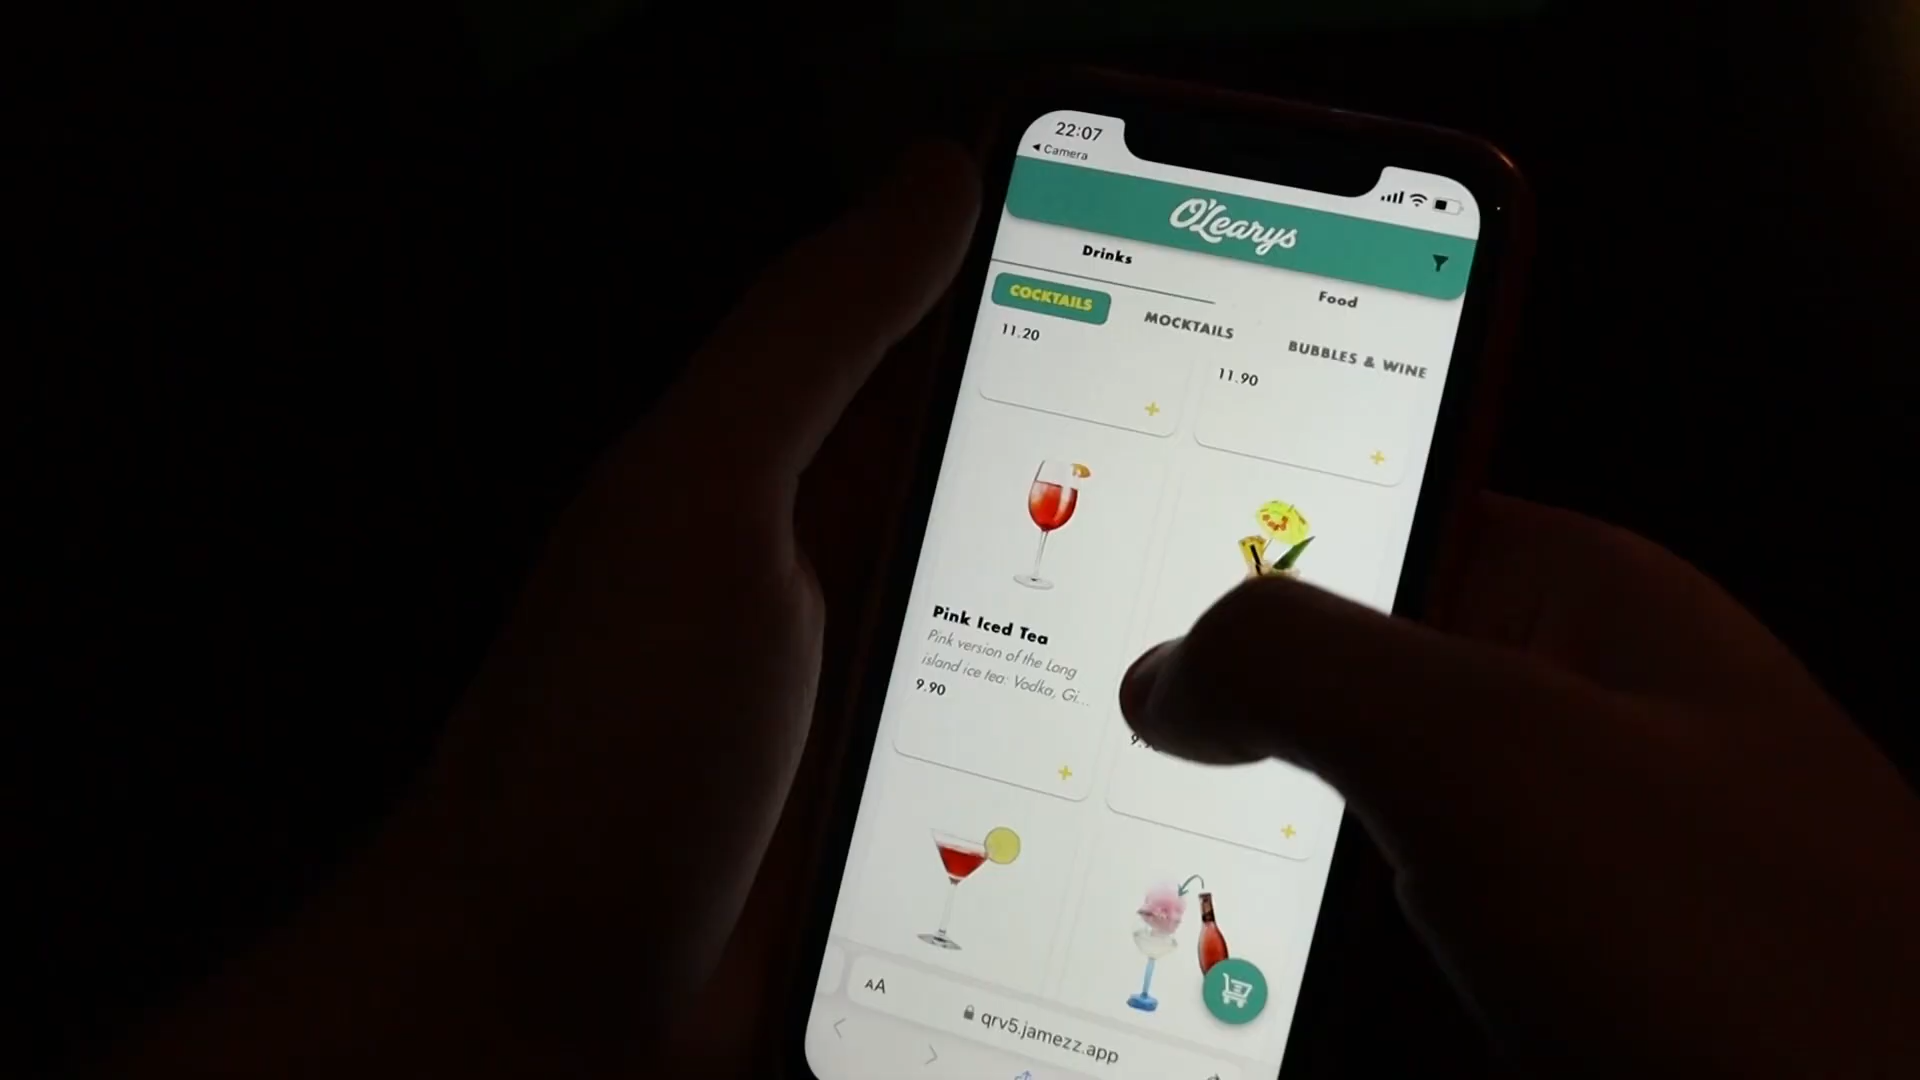 22:07
◀ Camera
O'Learys
Drinks
Food
COCKTAILS
MOCKTAILS
BUBBLES & WINE
11.20
11.90
+
+
Pink Iced Tea
Pink version of the Long
island ice tea: Vodka, Gi...
9.90
+
+
AA
qrv5.jamezz.app